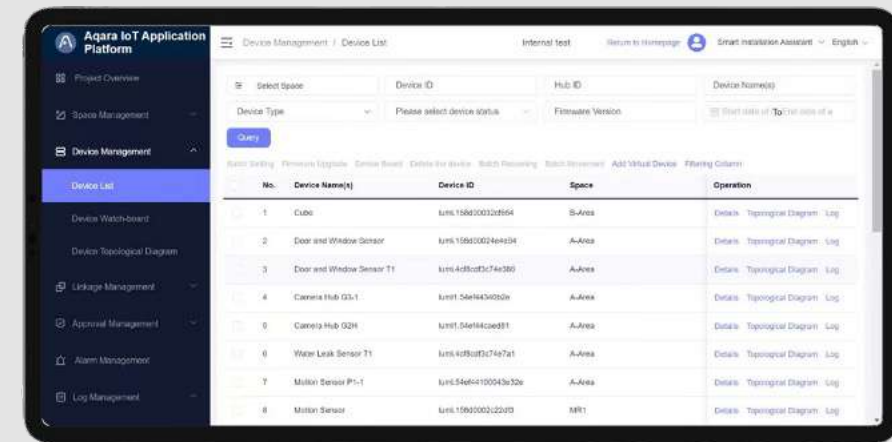 Aqara IoT Application
Platform
Device Management / Device List
Internal test
Return to Homepage
Smart Installation Assistant
English
Project Overview
Space Management
Device Management
Device List
Device Watch-board
Device Topological Diagram
Linkage Management
Approval Management
Alarm Management
Log Management
Select Space
Device ID
Hub ID
Device Name(s)
Device Type
Please select device status
Firmware Version
To
Query
Batch Setting Firmware Upgrade Device Board Delete the device Batch Renaming Batch Movement Add Virtual Device Filtering Column
No. Device Name(s) Device ID Space Operation
1 Cube B-Area Details Topological Diagram Log
2 Door and Window Sensor A-Area Details Topological Diagram Log
3 Door and Window Sensor T1 A-Area Details Topological Diagram Log
4 Camera Hub G3-1 A-Area Details Topological Diagram Log
5 Camera Hub G2H A-Area Details Topological Diagram Log
6 Water Leak Sensor T1 A-Area Details Topological Diagram Log
7 Motion Sensor P1-1 A-Area Details Topological Diagram Log
8 Motion Sensor MR1 Details Topological Diagram Log